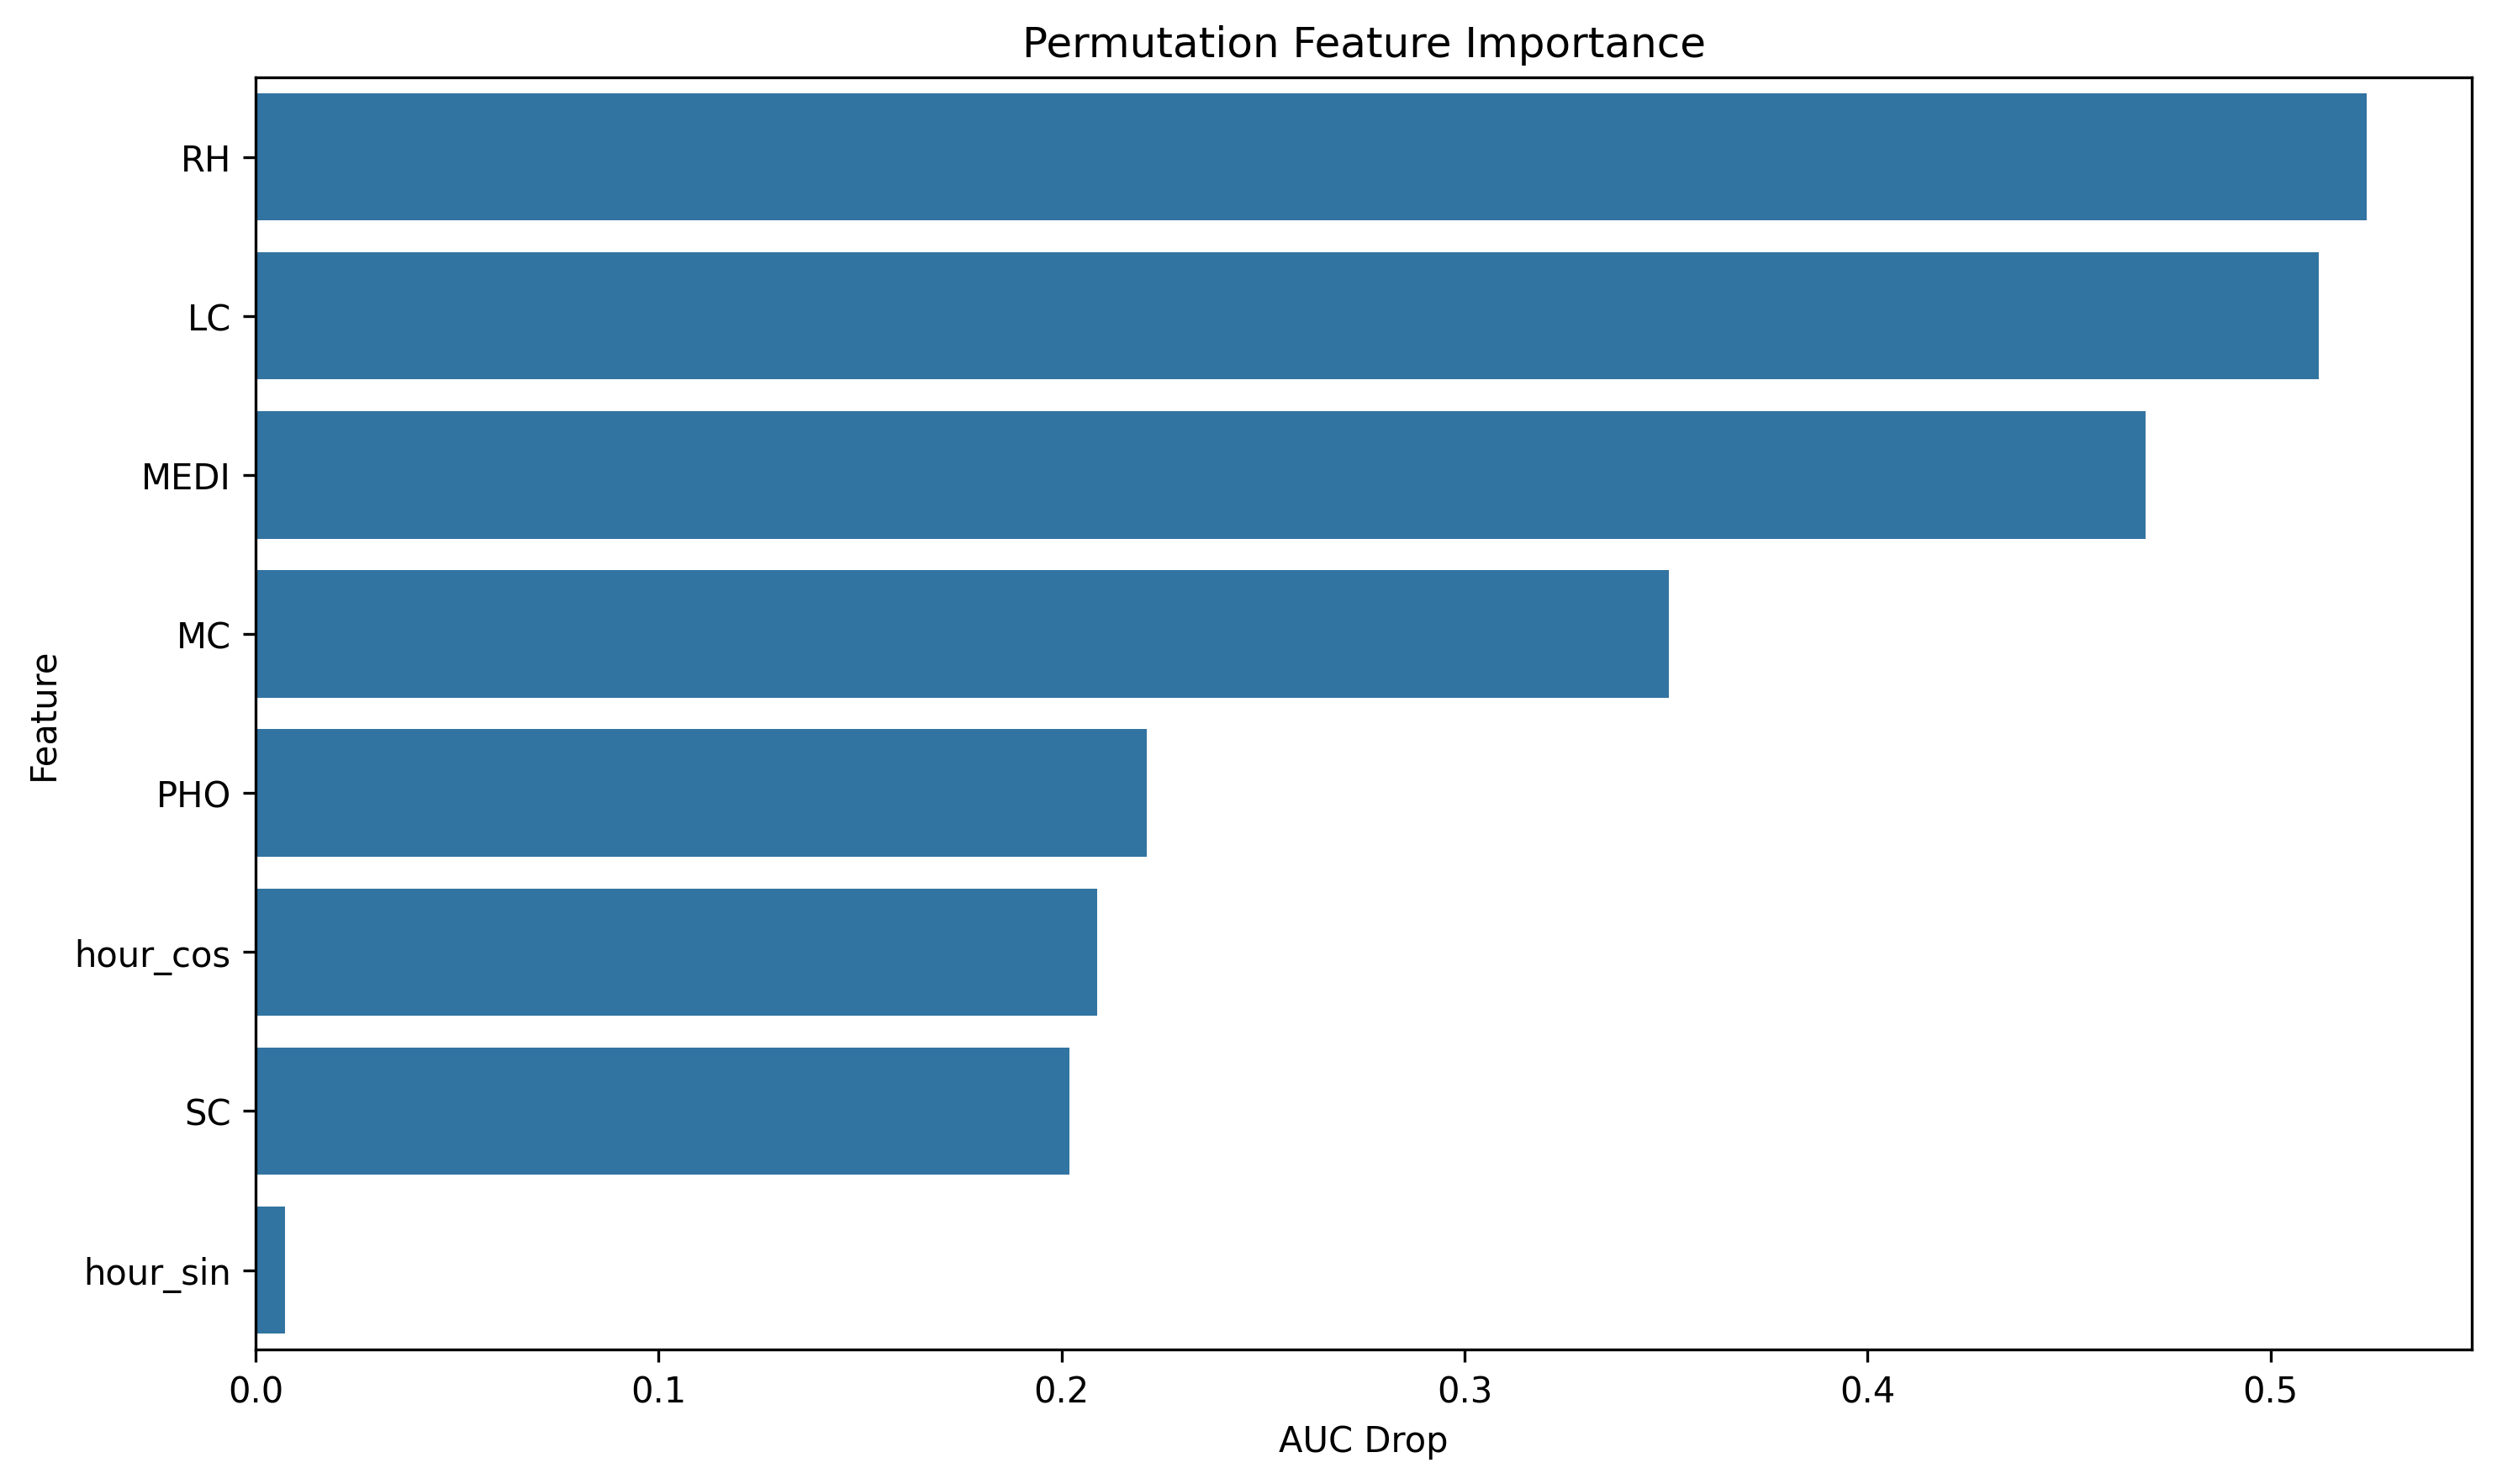 Permutation Feature Importance
Feature
RH
LC
MEDI
MC
PHO
hour_cos
SC
hour_sin
0.0 0.1 0.2 0.3 0.4 0.5
AUC Drop